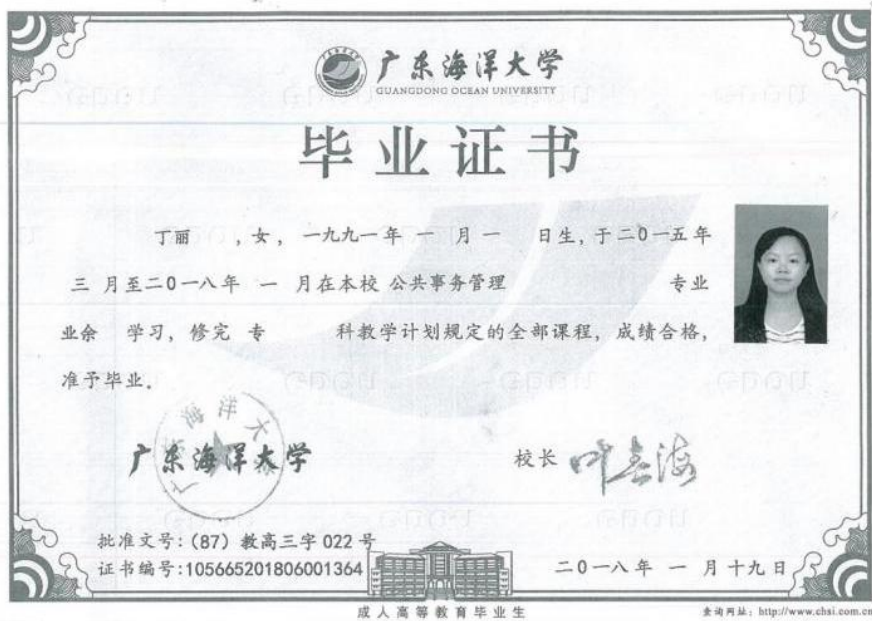 广东海洋大学
GUANGDONG OCEAN UNIVERSITY
毕业证书
丁丽 ,女, 一九九一年 一 月 一 日生,于二0一五年
三 月至二0一八年 一 月在本校 公共事务管理 专业
业余 学习, 修完 专 科教学计划规定的全部课程, 成绩合格,
准予毕业.
广东海洋大学
校长 叶春海
批准文号:(87) 教高三字 022 号
证书编号:105665201806001364
二0一八年 一 月十九日
成人高等教育毕业生
查询网址: http://www.chsi.com.cn